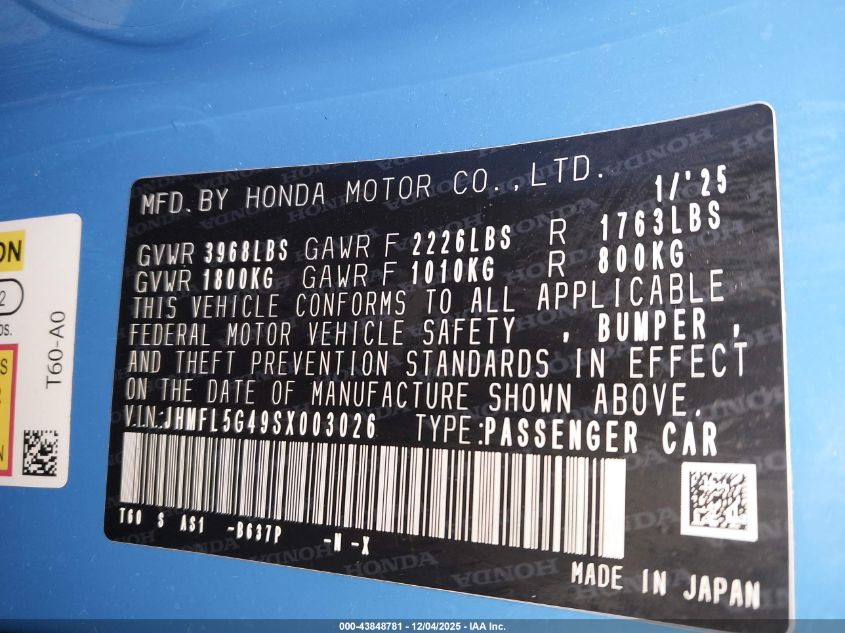 MFD. BY HONDA MOTOR CO., LTD. 1/'25
GVWR 3968LBS GAWR F 2226LBS R 1763LBS
GVWR 1800KG GAWR F 1010KG R 800KG
THIS VEHICLE CONFORMS TO ALL APPLICABLE
FEDERAL MOTOR VEHICLE SAFETY , BUMPER ,
AND THEFT PREVENTION STANDARDS IN EFFECT
ON THE DATE OF MANUFACTURE SHOWN ABOVE.
VIN:JHMFL5G49SX003026 TYPE:PASSENGER CAR
T60 S AS1 -B637P -N -X
MADE IN JAPAN
T60-A0
000-43848781 - 12/04/2025 - IAA Inc.